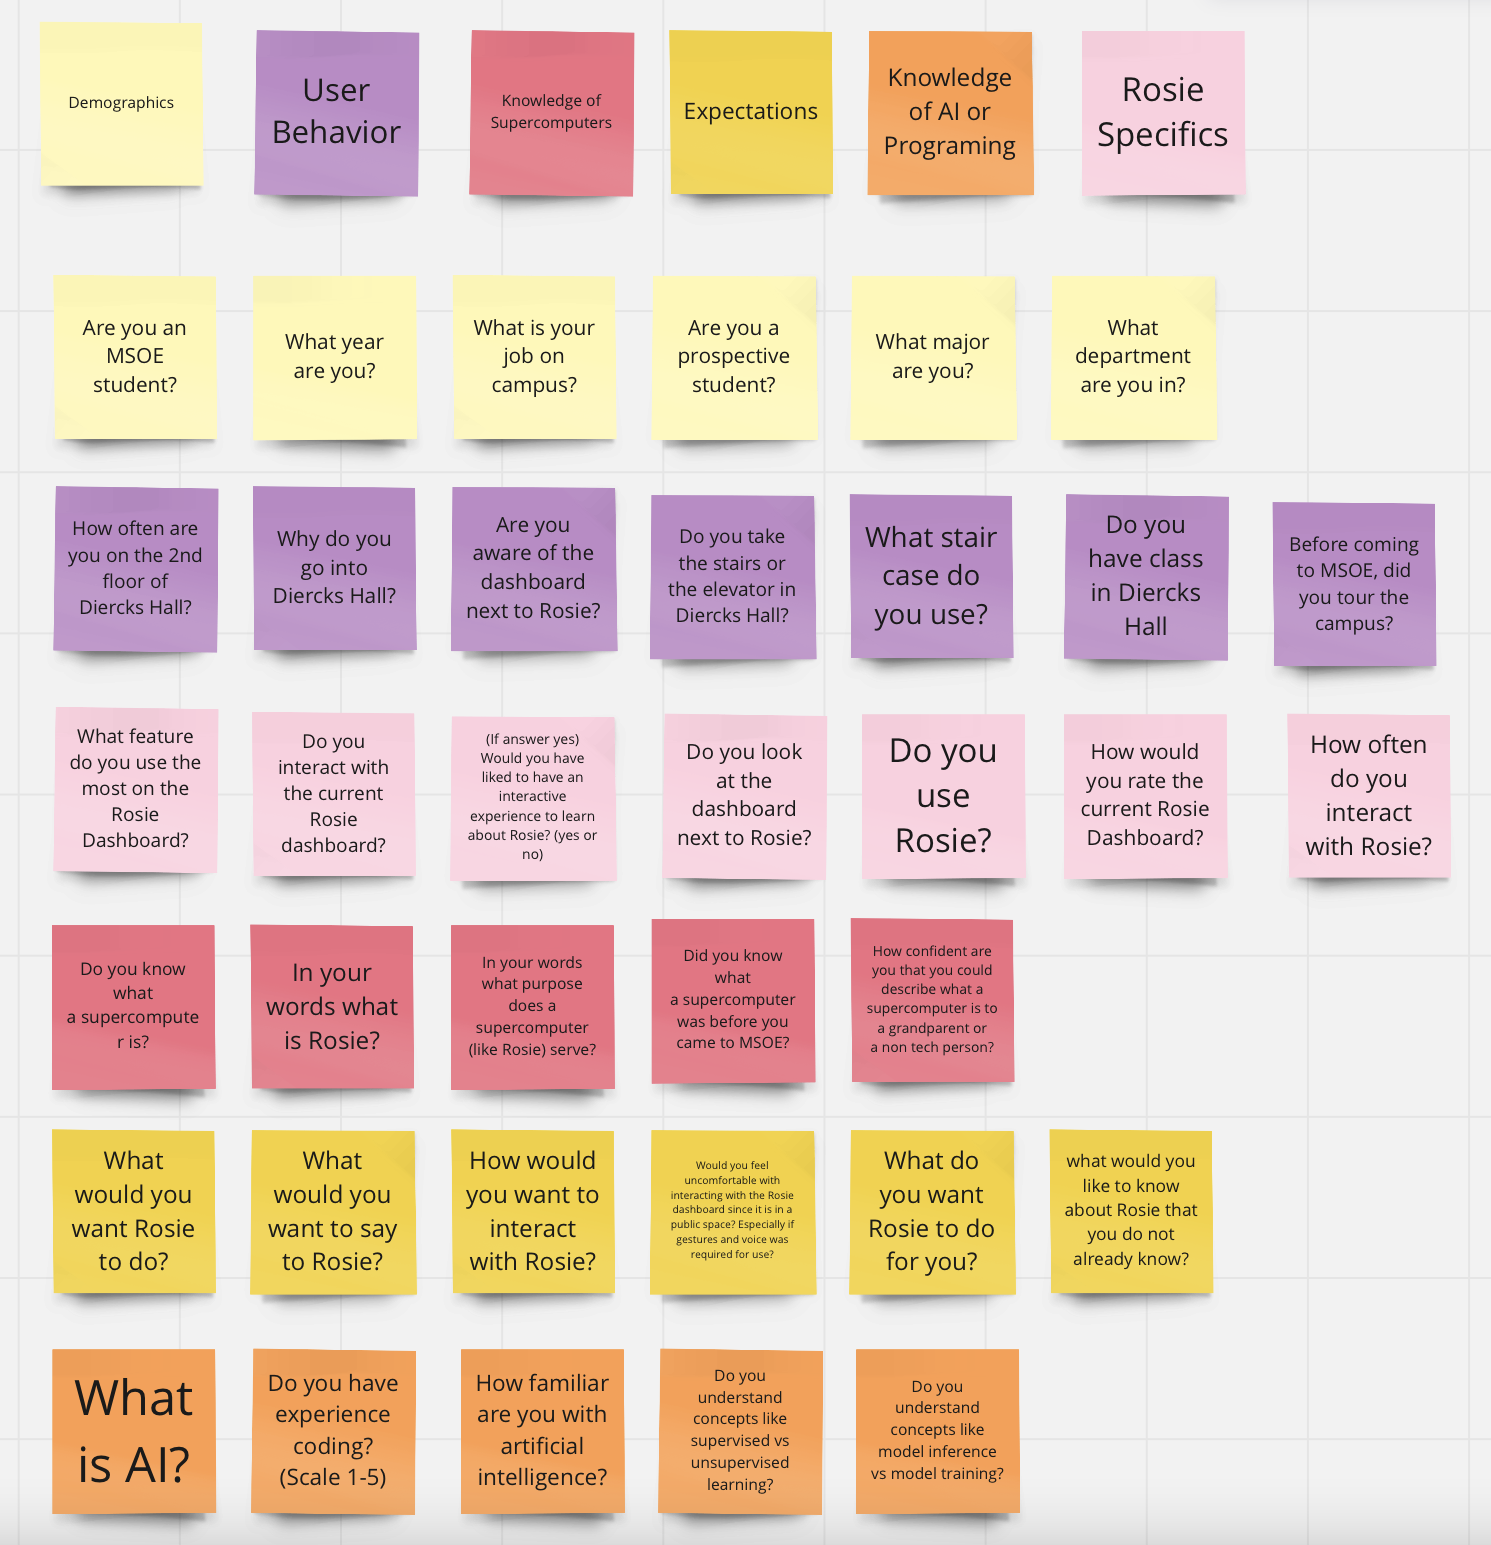 Demographics
User
Behavior
Knowledge of
Supercomputers
Expectations
Knowledge
of AI or
Programing
Rosie
Specifics
Are you an
MSOE
student?
What year
are you?
What is your
job on
campus?
Are you a
prospective
student?
What major
are you?
What
department
are you in?
How often are
you on the 2nd
floor of
Diercks Hall?
Why do you
go into
Diercks Hall?
Are you
aware of the
dashboard
next to Rosie?
Do you take
the stairs or
the elevator in
Diercks Hall?
What stair
case do
you use?
Do you
have class
in Diercks
Hall
Before coming
to MSOE, did
you tour the
campus?
What feature
do you use the
most on the
Rosie
Dashboard?
Do you
interact with
the current
Rosie
dashboard?
(If answer yes)
Would you have
liked to have an
interactive
experience to learn
about Rosie? (yes or
no)
Do you look
at the
dashboard
next to Rosie?
Do you
use
Rosie?
How would
you rate the
current Rosie
Dashboard?
How often
do you
interact
with Rosie?
Do you know
what
a supercompute
r is?
In your
words what
is Rosie?
In your words
what purpose
does a
supercomputer
(like Rosie) serve?
Did you know
what
a supercomputer
was before you
came to MSOE?
How confident are
you that you could
describe what a
supercomputer is to
a grandparent or
a non tech person?
What
would you
want Rosie
to do?
What
would you
want to say
to Rosie?
How would
you want to
interact
with Rosie?
Would you feel
uncomfortable with
interacting with the Rosie
dashboard since it is in a
public space? Especially if
gestures and voice was
required for use?
What do
you want
Rosie to do
for you?
what would you
like to know
about Rosie that
you do not
already know?
What
is AI?
Do you have
experience
coding?
(Scale 1-5)
How familiar
are you with
artificial
intelligence?
Do you
understand
concepts like
supervised vs
unsupervised
learning?
Do you
understand
concepts like
model inference
vs model training?